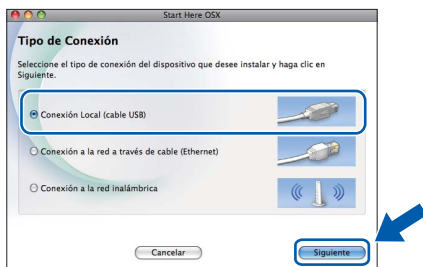 Start Here OSX
Tipo de Conexión
Seleccione el tipo de conexión del dispositivo que desee instalar y haga clic en
Siguiente.
Conexión Local (cable USB)
Conexión a la red a través de cable (Ethernet)
Conexión a la red inalámbrica
Cancelar
Siguiente